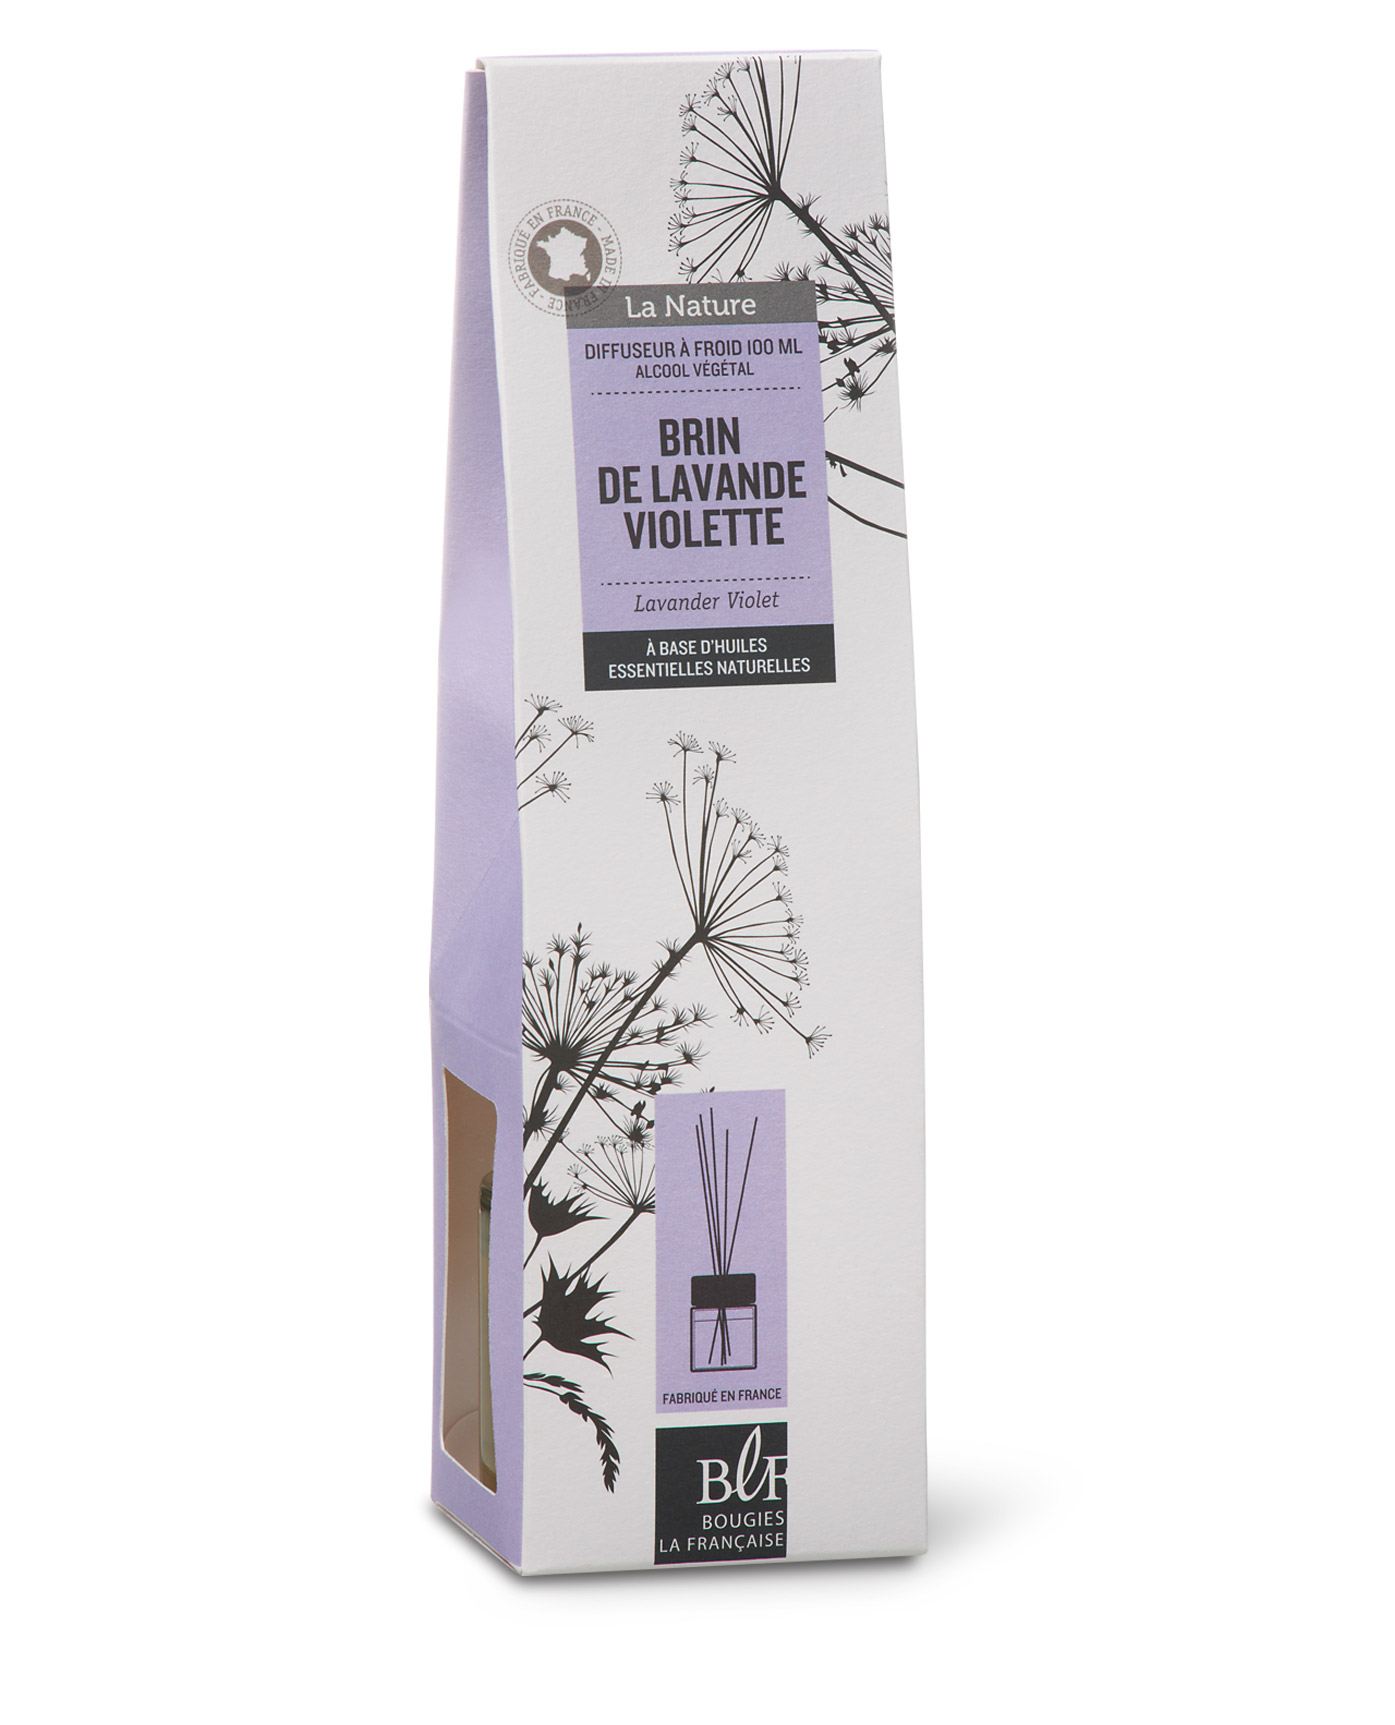 FABRIQUÉ EN FRANCE - MADE IN FRANCE -
La Nature
DIFFUSEUR À FROID 100 ML
ALCOOL VÉGÉTAL
BRIN
DE LAVANDE
VIOLETTE
Lavander Violet
À BASE D'HUILES
ESSENTIELLES NATURELLES
FABRIQUÉ EN FRANCE
BLF
BOUGIES
LA FRANÇAISE